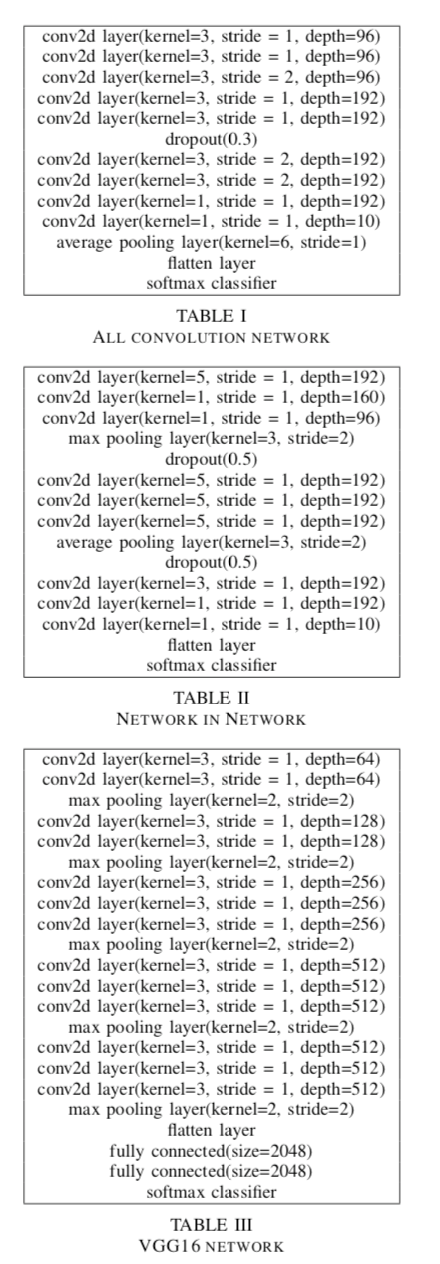 conv2d layer(kernel=3, stride = 1, depth=96)
conv2d layer(kernel=3, stride = 1, depth=96)
conv2d layer(kernel=3, stride = 2, depth=96)
conv2d layer(kernel=3, stride = 1, depth=192)
conv2d layer(kernel=3, stride = 1, depth=192)
dropout(0.3)
conv2d layer(kernel=3, stride = 2, depth=192)
conv2d layer(kernel=3, stride = 2, depth=192)
conv2d layer(kernel=1, stride = 1, depth=192)
conv2d layer(kernel=1, stride = 1, depth=10)
average pooling layer(kernel=6, stride=1)
flatten layer
softmax classifier
TABLE I
ALL CONVOLUTION NETWORK
conv2d layer(kernel=5, stride = 1, depth=192)
conv2d layer(kernel=1, stride = 1, depth=160)
conv2d layer(kernel=1, stride = 1, depth=96)
max pooling layer(kernel=3, stride=2)
dropout(0.5)
conv2d layer(kernel=5, stride = 1, depth=192)
conv2d layer(kernel=5, stride = 1, depth=192)
conv2d layer(kernel=5, stride = 1, depth=192)
average pooling layer(kernel=3, stride=2)
dropout(0.5)
conv2d layer(kernel=3, stride = 1, depth=192)
conv2d layer(kernel=1, stride = 1, depth=192)
conv2d layer(kernel=1, stride = 1, depth=10)
flatten layer
softmax classifier
TABLE II
NETWORK IN NETWORK
conv2d layer(kernel=3, stride = 1, depth=64)
conv2d layer(kernel=3, stride = 1, depth=64)
max pooling layer(kernel=2, stride=2)
conv2d layer(kernel=3, stride = 1, depth=128)
conv2d layer(kernel=3, stride = 1, depth=128)
max pooling layer(kernel=2, stride=2)
conv2d layer(kernel=3, stride = 1, depth=256)
conv2d layer(kernel=3, stride = 1, depth=256)
conv2d layer(kernel=3, stride = 1, depth=256)
max pooling layer(kernel=2, stride=2)
conv2d layer(kernel=3, stride = 1, depth=512)
conv2d layer(kernel=3, stride = 1, depth=512)
conv2d layer(kernel=3, stride = 1, depth=512)
max pooling layer(kernel=2, stride=2)
conv2d layer(kernel=3, stride = 1, depth=512)
conv2d layer(kernel=3, stride = 1, depth=512)
conv2d layer(kernel=3, stride = 1, depth=512)
max pooling layer(kernel=2, stride=2)
flatten layer
fully connected(size=2048)
fully connected(size=2048)
softmax classifier
TABLE III
VGG16 NETWORK